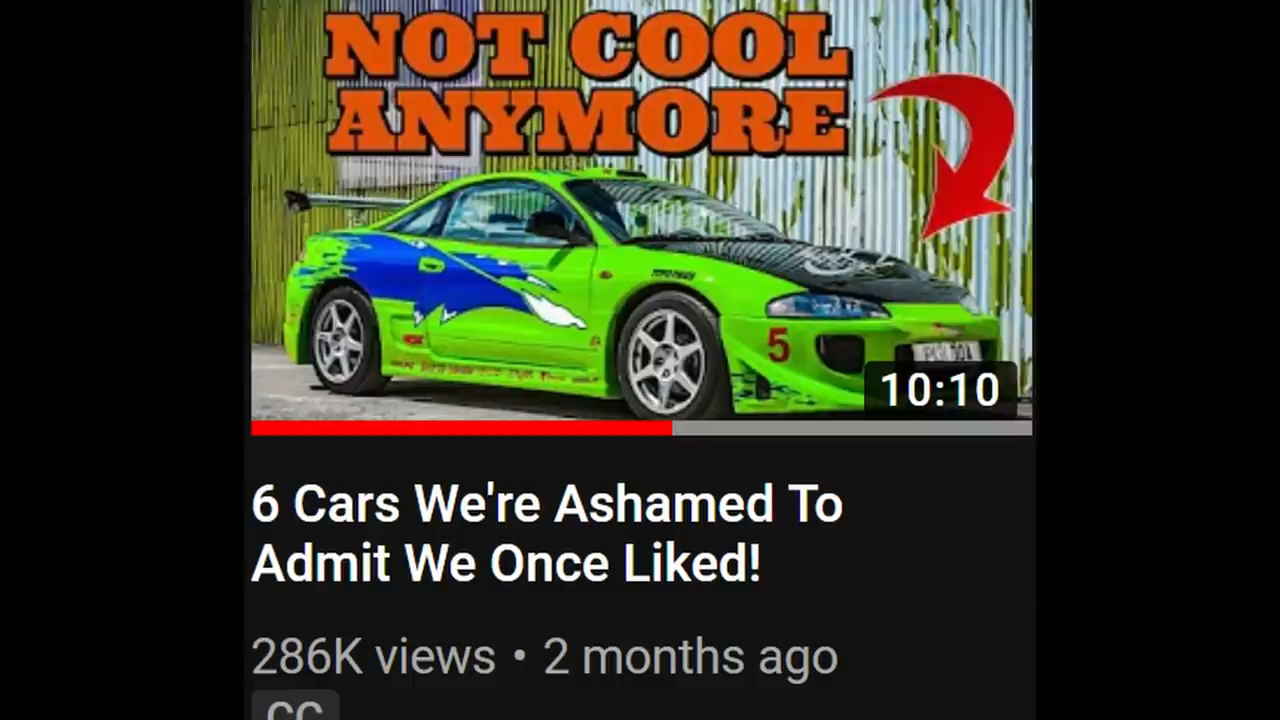 NOT COOL
ANYMORE
5
10:10
6 Cars We're Ashamed To
Admit We Once Liked!
286K views • 2 months ago
CC